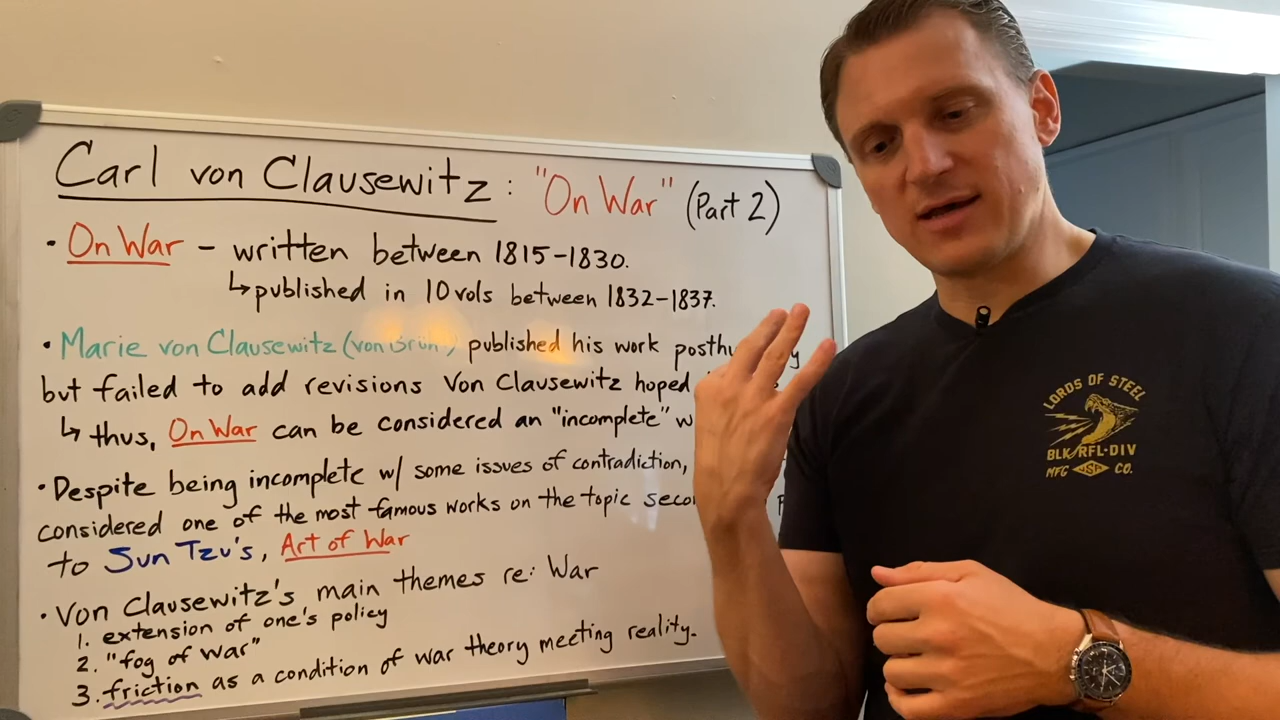 Carl von Clausewitz: "On War" (Part 2)
• On War – written between 1815–1830.
↳ published in 10 vols between 1832–1837.
• Marie von Clausewitz (von Brühl) published his work
but failed to add revisions Von Clausewitz hoped
↳ thus, On War can be considered an "incomplete"
• Despite being incomplete w/ some issues of contradiction,
considered one of the most famous works on the topic
to Sun Tzu's, Art of War
• Von Clausewitz's main themes re: War
1. extension of one's policy
2. "fog of war"
3. friction as a condition of war theory meeting reality.
LORDS OF STEEL
BLK/RFL-DIV
MFG JSP CO.